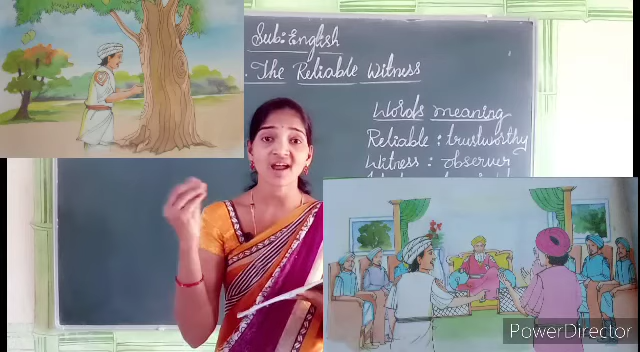 Sub: English
The Reliable Witness
Words meaning
Reliable : trustworthy
Witness : observer
PowerDirector